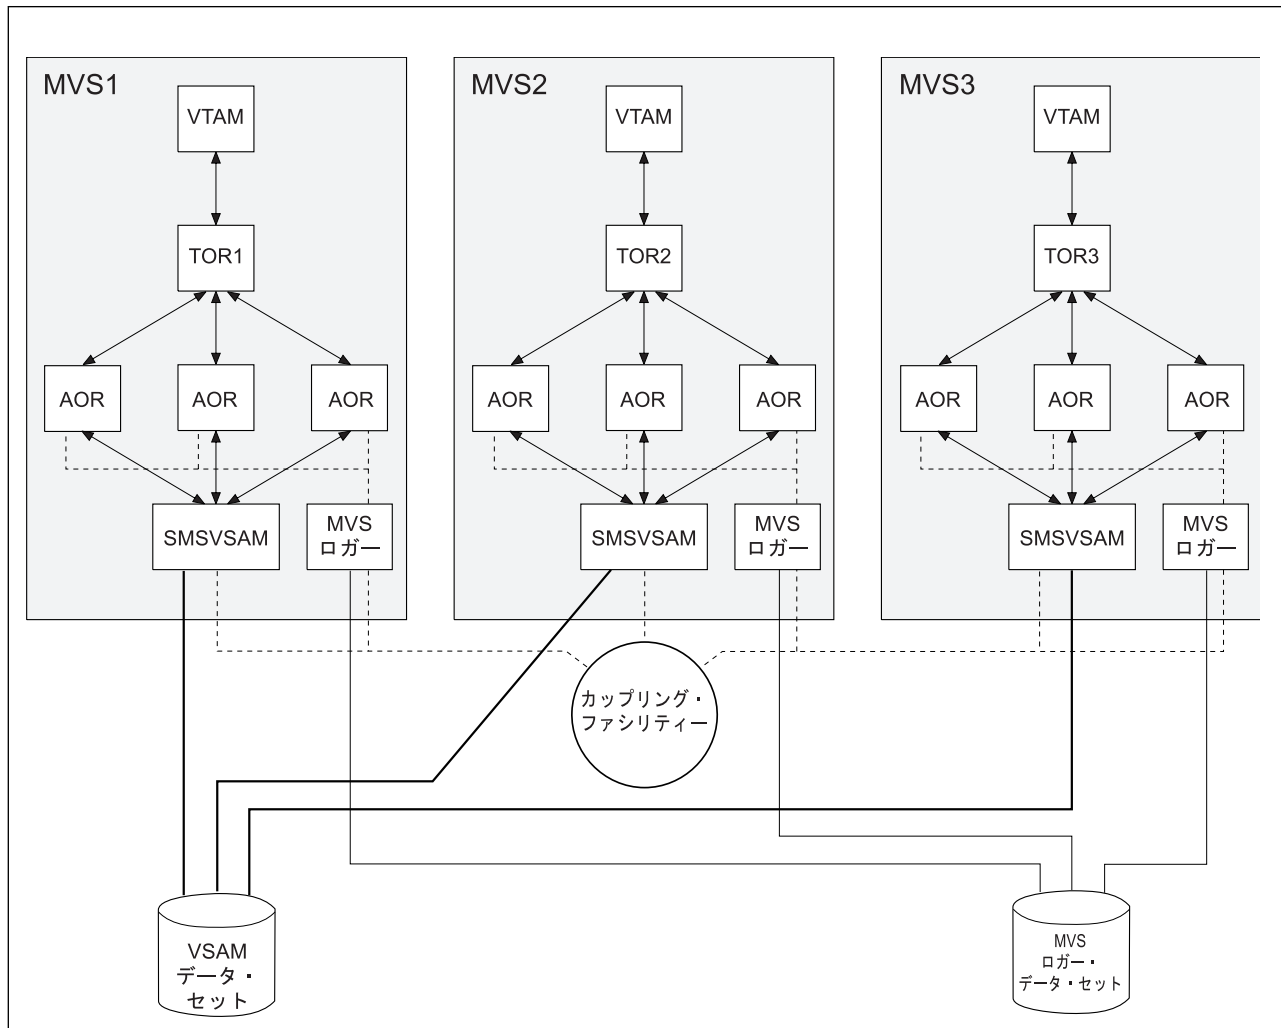 MVS1
MVS2
MVS3
VTAM
VTAM
VTAM
TOR1
TOR2
TOR3
AOR
AOR
AOR
AOR
AOR
AOR
AOR
AOR
AOR
SMSVSAM
MVS
ロガー
SMSVSAM
MVS
ロガー
SMSVSAM
MVS
ロガー
カップリング・
ファシリティー
VSAM
データ・
セット
MVS
ロガー・
データ・セット